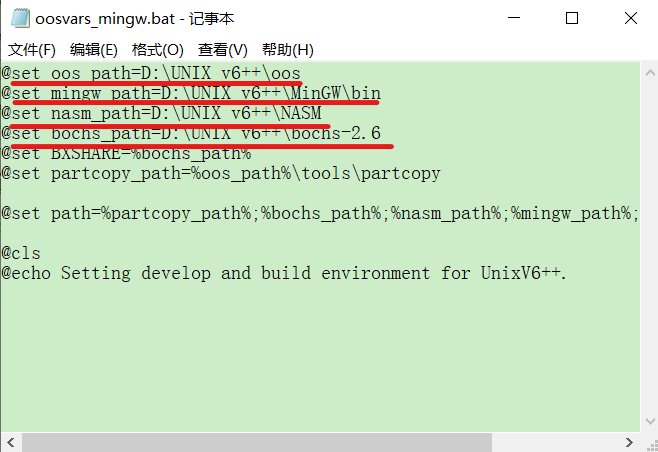 oosvars_mingw.bat - 记事本
文件(F) 编辑(E) 格式(O) 查看(V) 帮助(H)
@set oos_path=D:\UNIX v6++\oos
@set mingw_path=D:\UNIX v6++\MinGW\bin
@set nasm_path=D:\UNIX v6++\NASM
@set bochs_path=D:\UNIX v6++\bochs-2.6
@set BXSHARE=%bochs_path%
@set partcopy_path=%oos_path%\tools\partcopy
@set path=%partcopy_path%;%bochs_path%;%nasm_path%;%mingw_path%;
@cls
@echo Setting develop and build environment for UnixV6++.